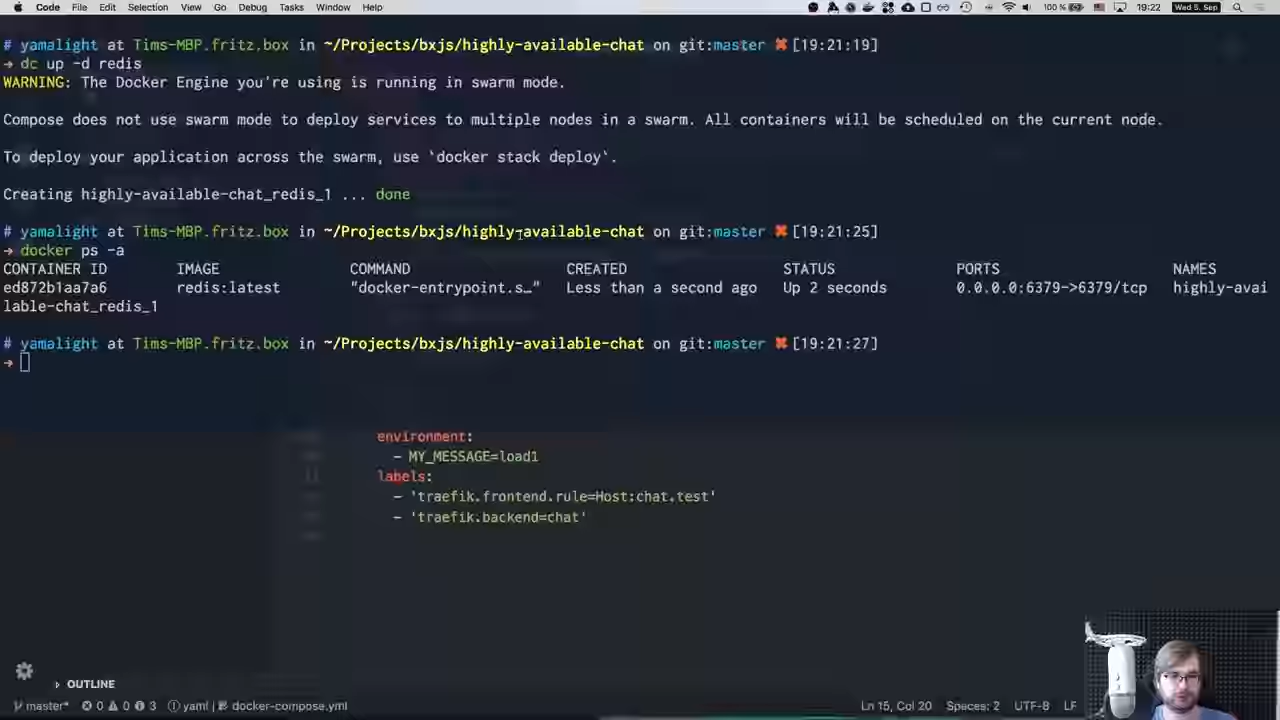 Code File Edit Selection View Go Debug Tasks Window Help 100 % 19:22 Wed 5. Sep
# yamalight at Tims-MBP.fritz.box in ~/Projects/bxjs/highly-available-chat on git:master ✖ [19:21:19]
→ dc up -d redis
WARNING: The Docker Engine you're using is running in swarm mode.
Compose does not use swarm mode to deploy services to multiple nodes in a swarm. All containers will be scheduled on the current node.
To deploy your application across the swarm, use `docker stack deploy`.
Creating highly-available-chat_redis_1 ... done
# yamalight at Tims-MBP.fritz.box in ~/Projects/bxjs/highly-available-chat on git:master ✖ [19:21:25]
→ docker ps -a
CONTAINER ID IMAGE COMMAND CREATED STATUS PORTS NAMES
ed872b1aa7a6 redis:latest "docker-entrypoint.s…" Less than a second ago Up 2 seconds 0.0.0.0:6379->6379/tcp highly-avai
lable-chat_redis_1
# yamalight at Tims-MBP.fritz.box in ~/Projects/bxjs/highly-available-chat on git:master ✖ [19:21:27]
→
environment:
- MY_MESSAGE=load1
labels:
- 'traefik.frontend.rule=Host:chat.test'
- 'traefik.backend=chat'
OUTLINE
master* 0 0 3 yaml docker-compose.yml Ln 15, Col 20 Spaces: 2 UTF-8 LF